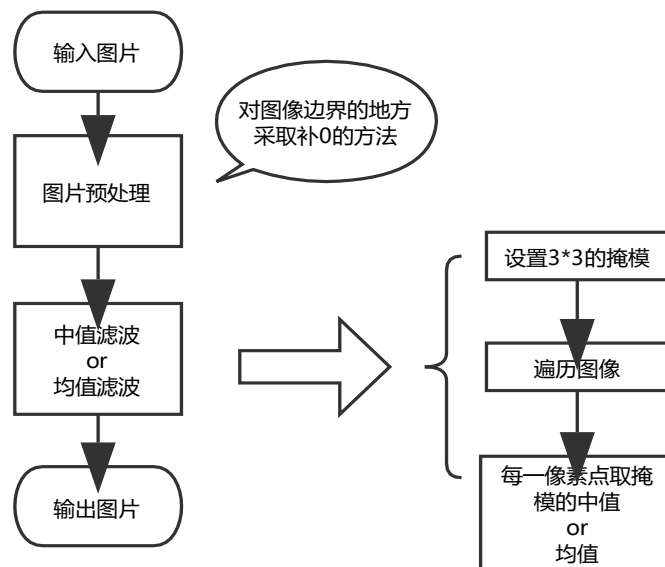 输入图片
对图像边界的地方
采取补0的方法
图片预处理
中值滤波
or
均值滤波
输出图片
设置3*3的掩模
遍历图像
每一像素点取掩
模的中值
or
均值